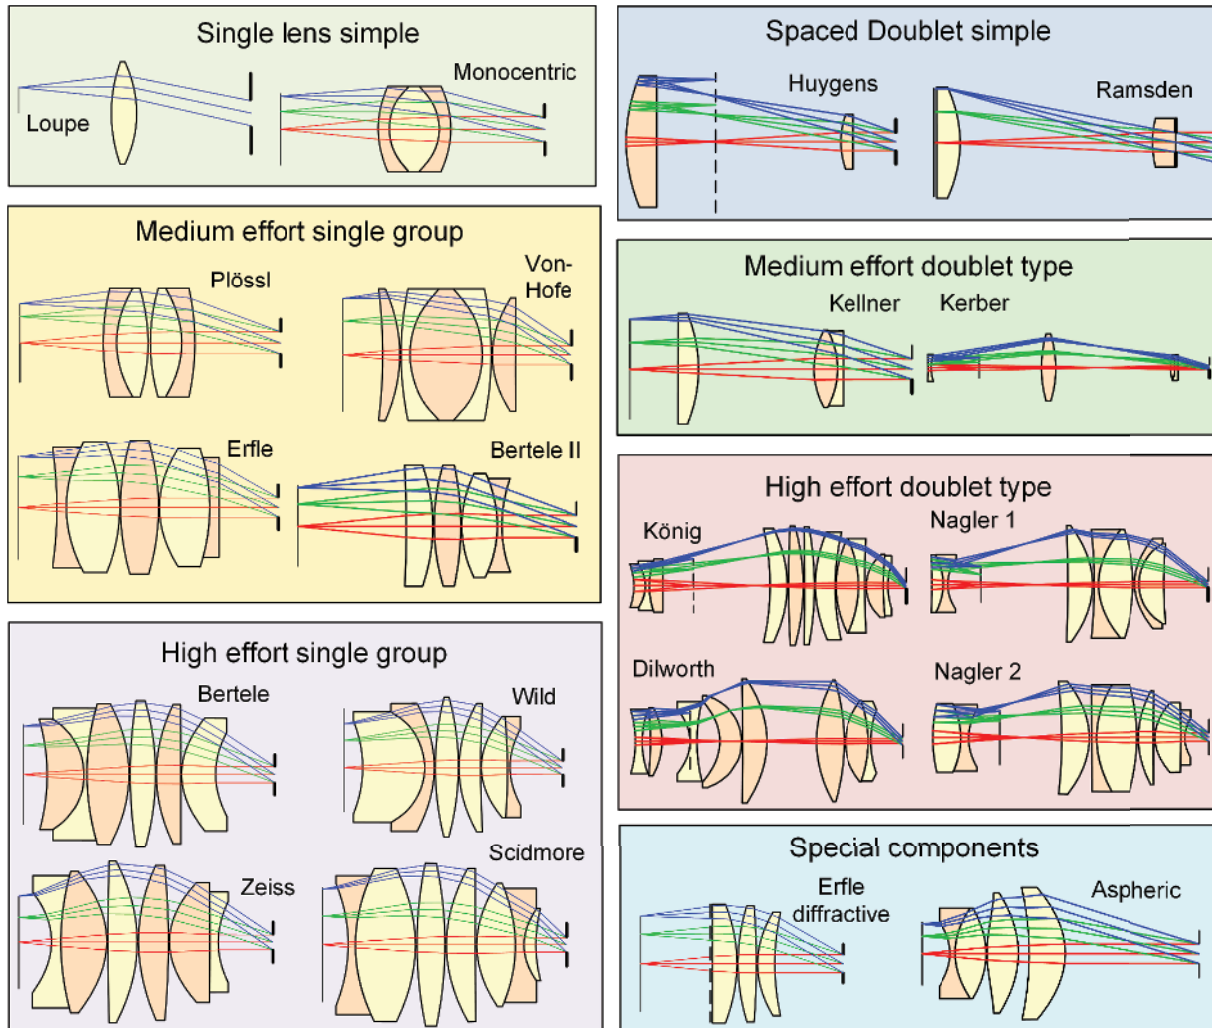 Single lens simple
Loupe
Monocentric
Spaced Doublet simple
Huygens
Ramsden
Medium effort single group
Plössl
Von-
Hofe
Erfle
Bertele II
Medium effort doublet type
Kellner
Kerber
High effort doublet type
König
Nagler 1
Dilworth
Nagler 2
High effort single group
Bertele
Wild
Zeiss
Scidmore
Special components
Erfle
diffractive
Aspheric